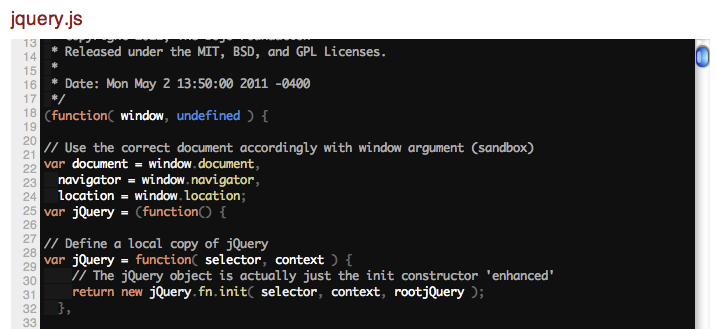 jquery.js
13
14 * Released under the MIT, BSD, and GPL Licenses.
15 *
16 * Date: Mon May 2 13:50:00 2011 -0400
17 */
18 (function( window, undefined ) {
19
20
21 // Use the correct document accordingly with window argument (sandbox)
22 var document = window.document,
23 navigator = window.navigator,
24 location = window.location;
25 var jQuery = (function() {
26
27 // Define a local copy of jQuery
28 var jQuery = function( selector, context ) {
29 // The jQuery object is actually just the init constructor 'enhanced'
30
31 return new jQuery.fn.init( selector, context, rootjQuery );
32 },
33